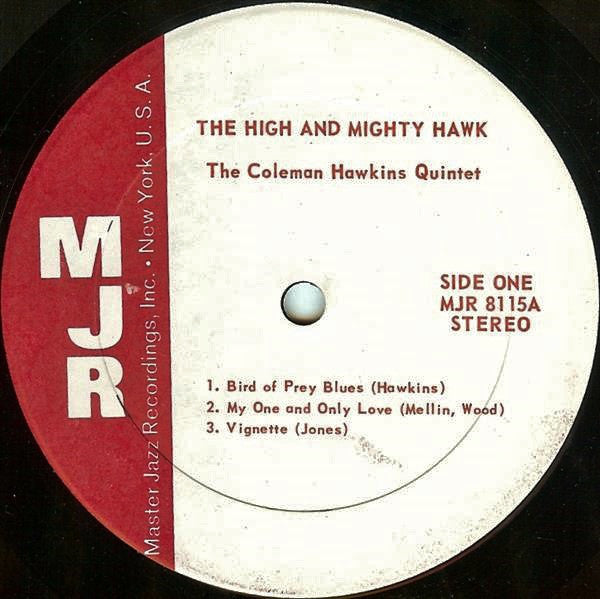 THE HIGH AND MIGHTY HAWK
The Coleman Hawkins Quintet
MJR
Master Jazz Recordings, Inc. • New York, U. S. A.
SIDE ONE
MJR 8115A
STEREO
1. Bird of Prey Blues (Hawkins)
2. My One and Only Love (Mellin, Wood)
3. Vignette (Jones)